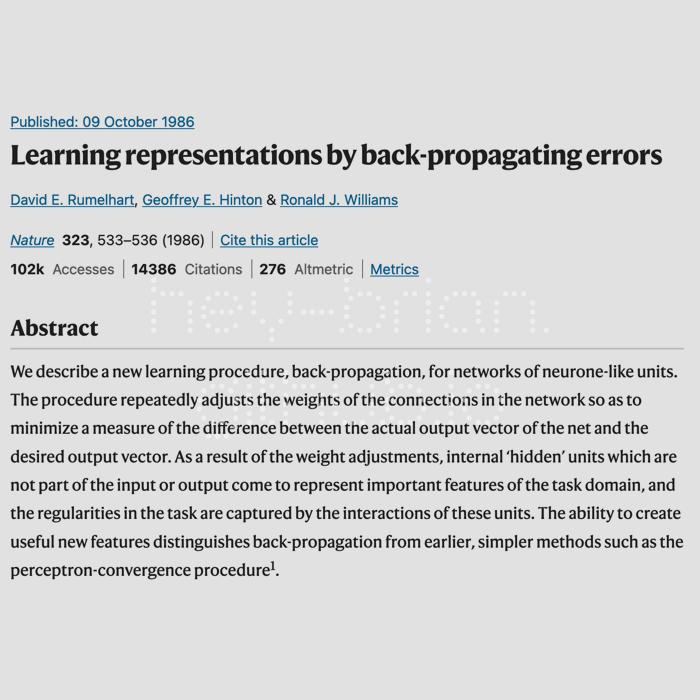 Published: 09 October 1986
Learning representations by back-propagating errors
David E. Rumelhart, Geoffrey E. Hinton & Ronald J. Williams
Nature 323, 533–536 (1986) | Cite this article
102k Accesses | 14386 Citations | 276 Altmetric | Metrics
hey-brian.
Abstract
We describe a new learning procedure, back-propagation, for networks of neurone-like units.
The procedure repeatedly adjusts the weights of the connections in the network so as to
minimize a measure of the difference between the actual output vector of the net and the
desired output vector. As a result of the weight adjustments, internal ‘hidden’ units which are
not part of the input or output come to represent important features of the task domain, and
the regularities in the task are captured by the interactions of these units. The ability to create
useful new features distinguishes back-propagation from earlier, simpler methods such as the
perceptron-convergence procedure¹.